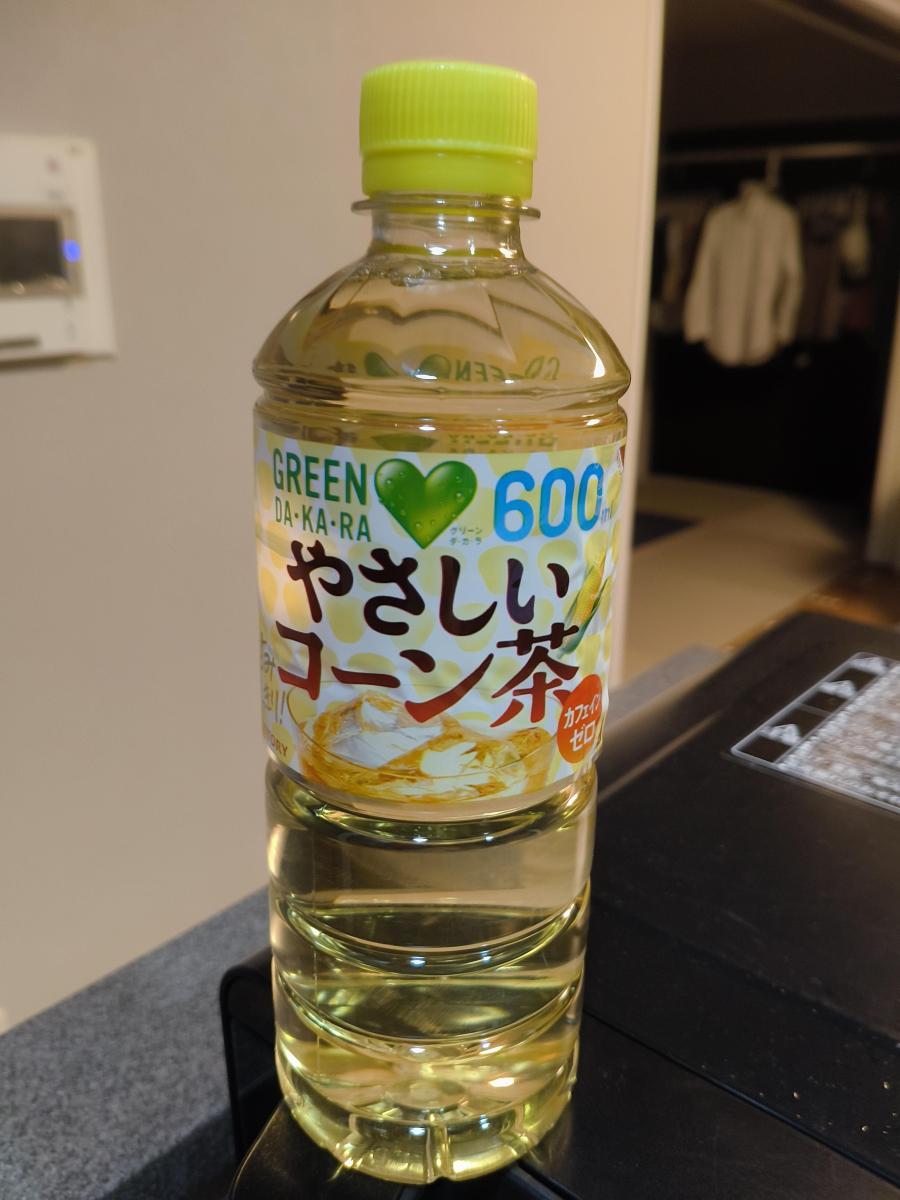 GREEN
DA・KA・RA
グリーン
ダ・カ・ラ
600ml
やさしい
コーン茶
カフェイン
ゼロ